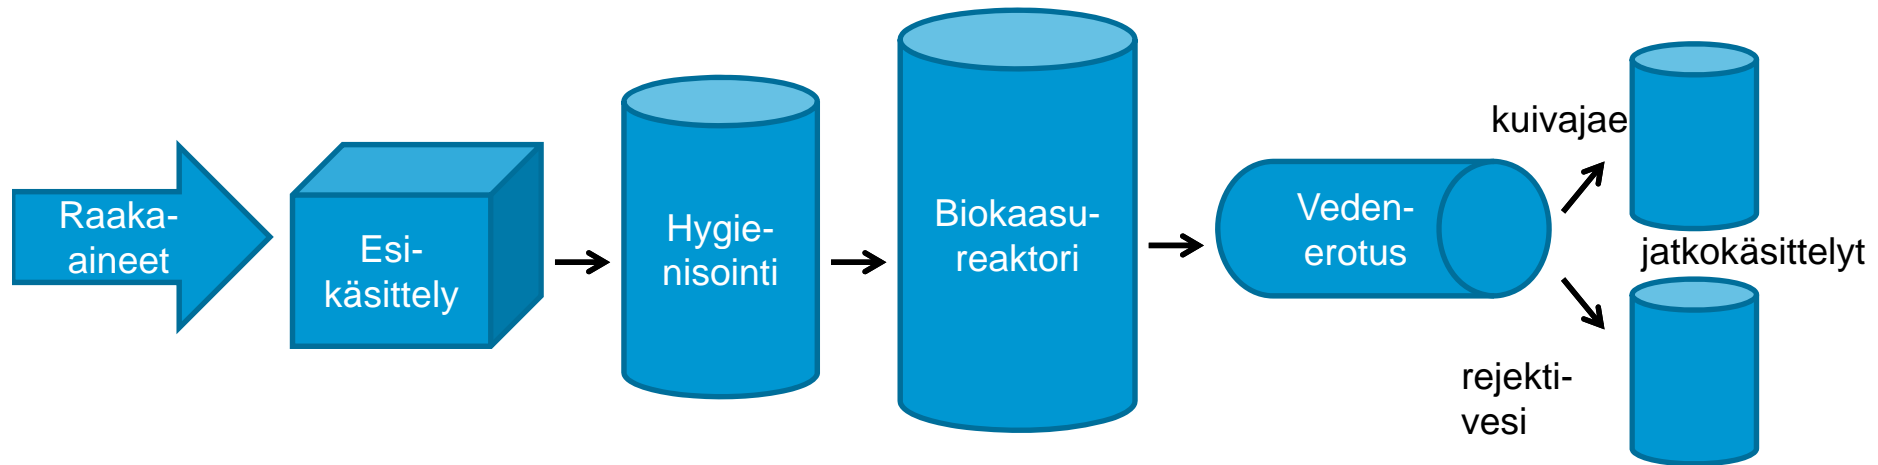 Raaka-
aineet
Esi-
käsittely
Hygie-
nisointi
Biokaasu-
reaktori
Veden-
erotus
kuivajae
jatkokäsittelyt
rejekti-
vesi